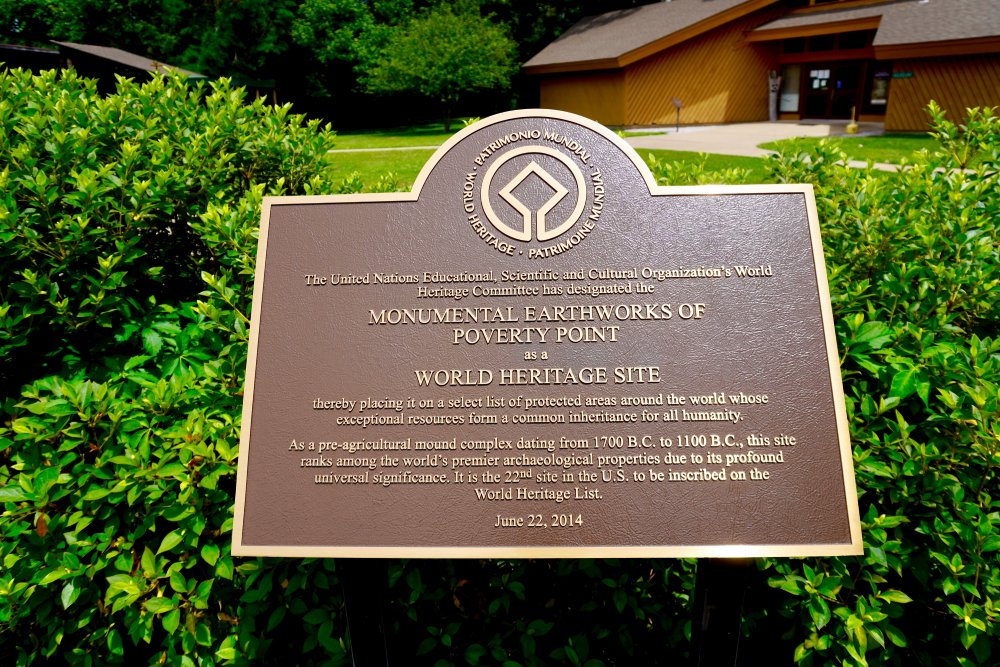 PATRIMONIO MUNDIAL · WORLD HERITAGE · PATRIMOINE MONDIAL ·
The United Nations Educational, Scientific and Cultural Organization's World
Heritage Committee has designated the
MONUMENTAL EARTHWORKS OF
POVERTY POINT
as a
WORLD HERITAGE SITE
thereby placing it on a select list of protected areas around the world whose
exceptional resources form a common inheritance for all humanity.
As a pre-agricultural mound complex dating from 1700 B.C. to 1100 B.C., this site
ranks among the world's premier archaeological properties due to its profound
universal significance. It is the 22nd site in the U.S. to be inscribed on the
World Heritage List.
June 22, 2014